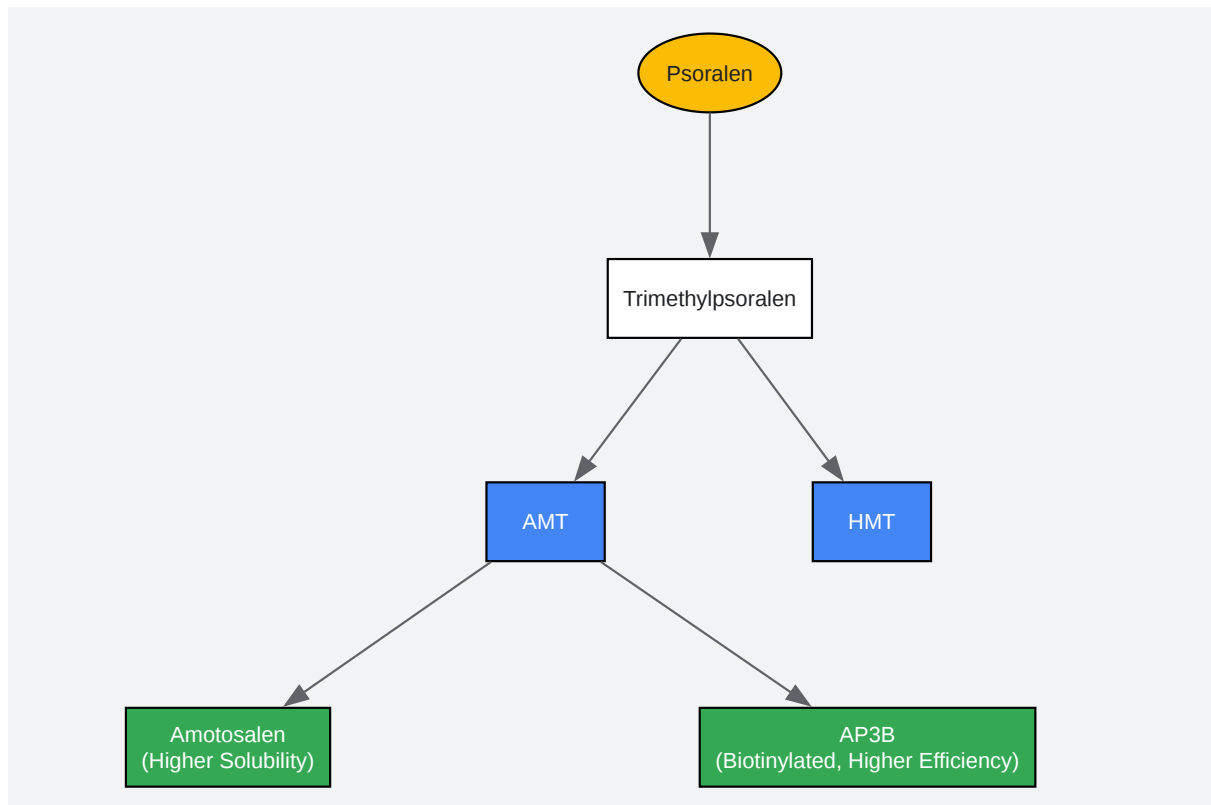 Psoralen
Trimethylpsoralen
AMT
HMT
Amotosalen
(Higher Solubility)
AP3B
(Biotinylated, Higher Efficiency)